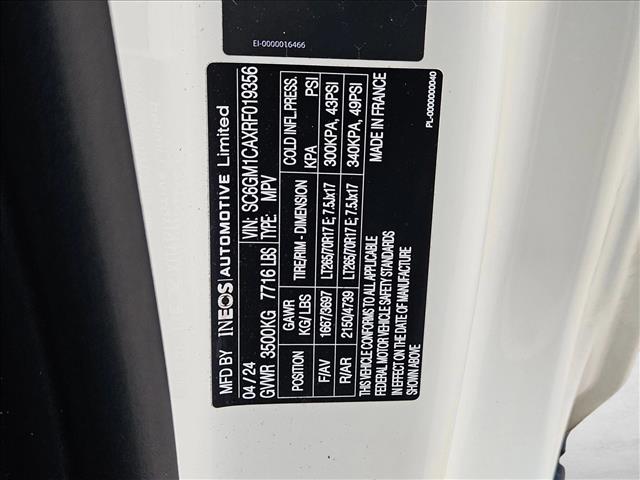 EI-0000016466
MFD BY INEOS AUTOMOTIVE Limited
04 / 24 VIN: SC6GM1CAXRF019356
GVWR 3500KG 7716 LBS TYPE: MPV
POSITION GAWR KG/LBS TIRE/RIM - DIMENSION COLD INFL.PRESS. KPA PSI
F/AV 1667/3697 LT265/70R17 E; 7.5Jx17 300KPA, 43PSI
R/AR 2150/4739 LT265/70R17 E; 7.5Jx17 340KPA, 49PSI
THIS VEHICLE CONFORMS TO ALL APPLICABLE MADE IN FRANCE
FEDERAL MOTOR VEHICLE SAFETY STANDARDS
IN EFFECT ON THE DATE OF MANUFACTURE
SHOWN ABOVE
PL-0000000040